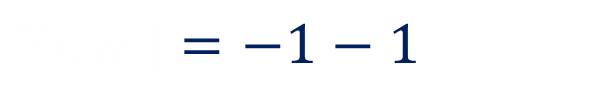 = −1 − 1